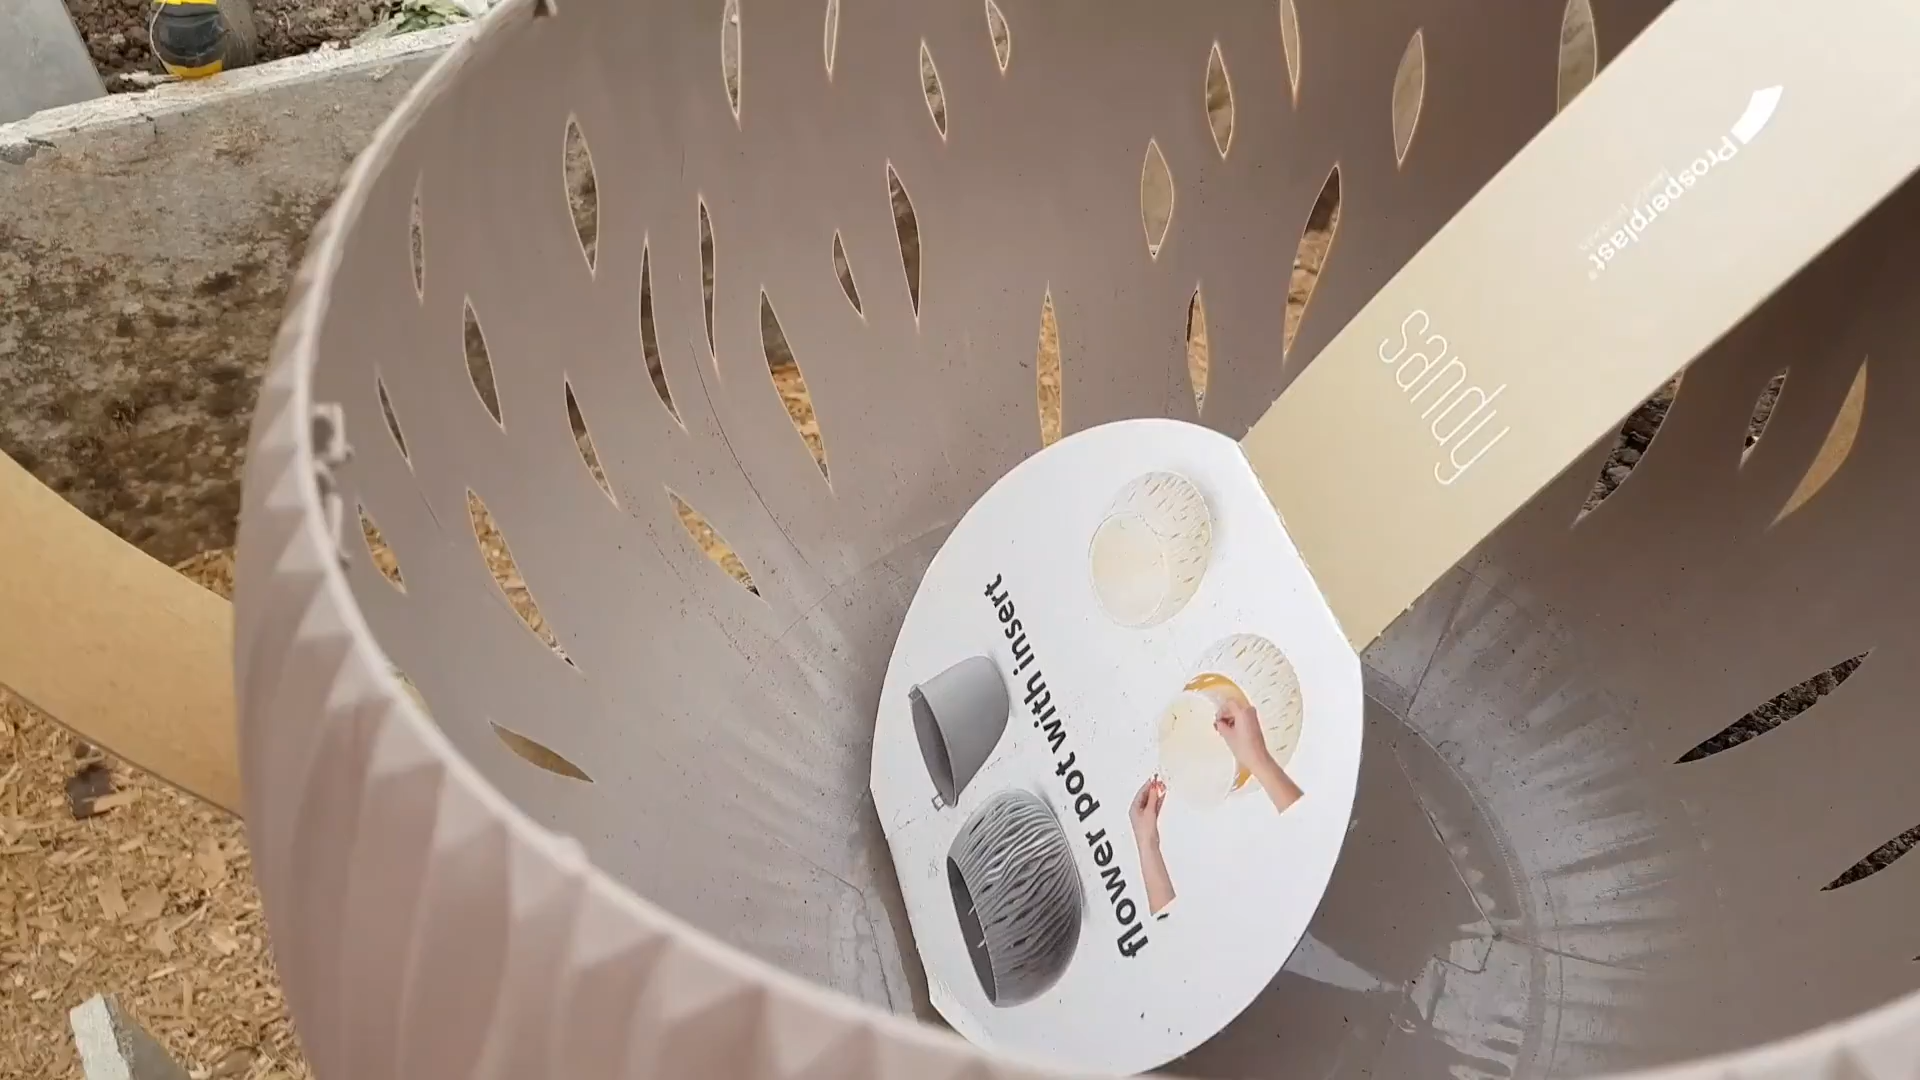 Prosperplast®
sandy
flower pot with insert